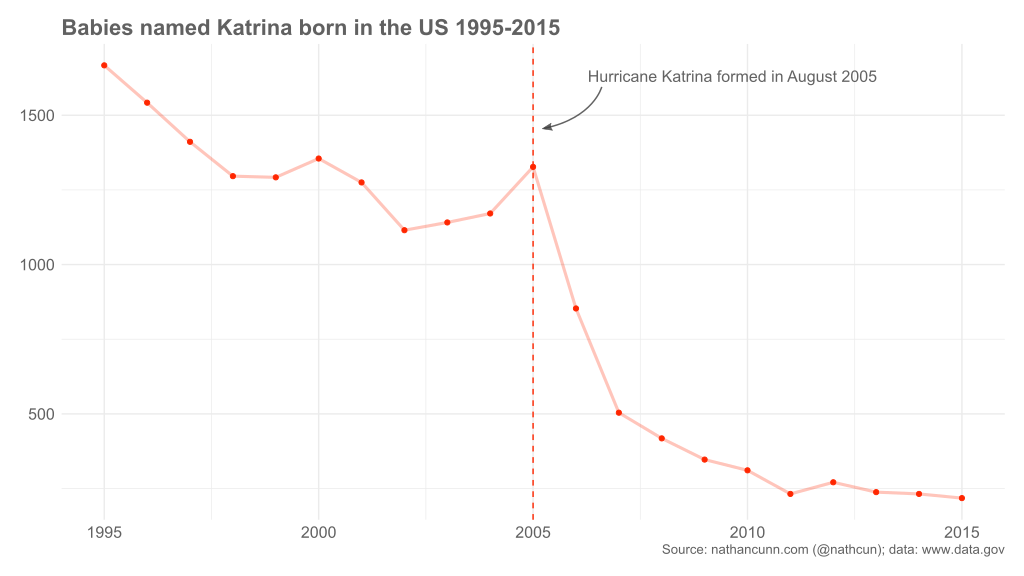 Babies named Katrina born in the US 1995-2015
Hurricane Katrina formed in August 2005
1500
1000
500
1995 2000 2005 2010 2015
Source: nathancunn.com (@nathcun); data: www.data.gov